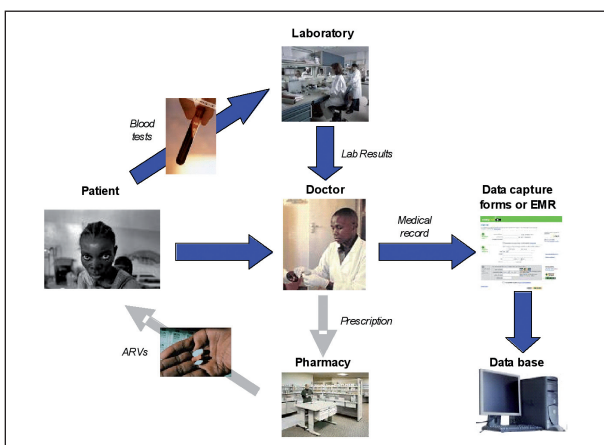 Laboratory
Blood
tests
Lab Results
Patient
Doctor
Data capture
forms or EMR
Medical
record
Prescription
ARVs
Pharmacy
Data base